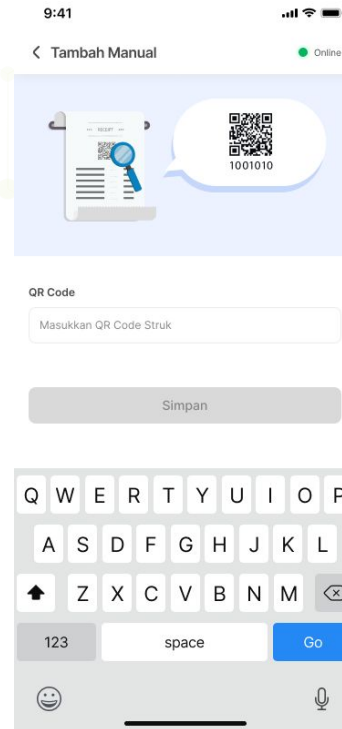 9:41
Tambah Manual
Online
RECEIPT
1001010
QR Code
Masukkan QR Code Struk
Simpan
Q W E R T Y U I O P
A S D F G H J K L
Z X C V B N M
123 space Go